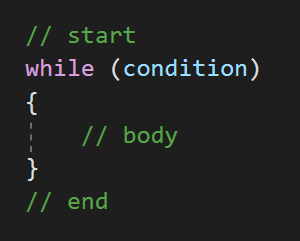 // start
while (condition)
{
    // body
}
// end